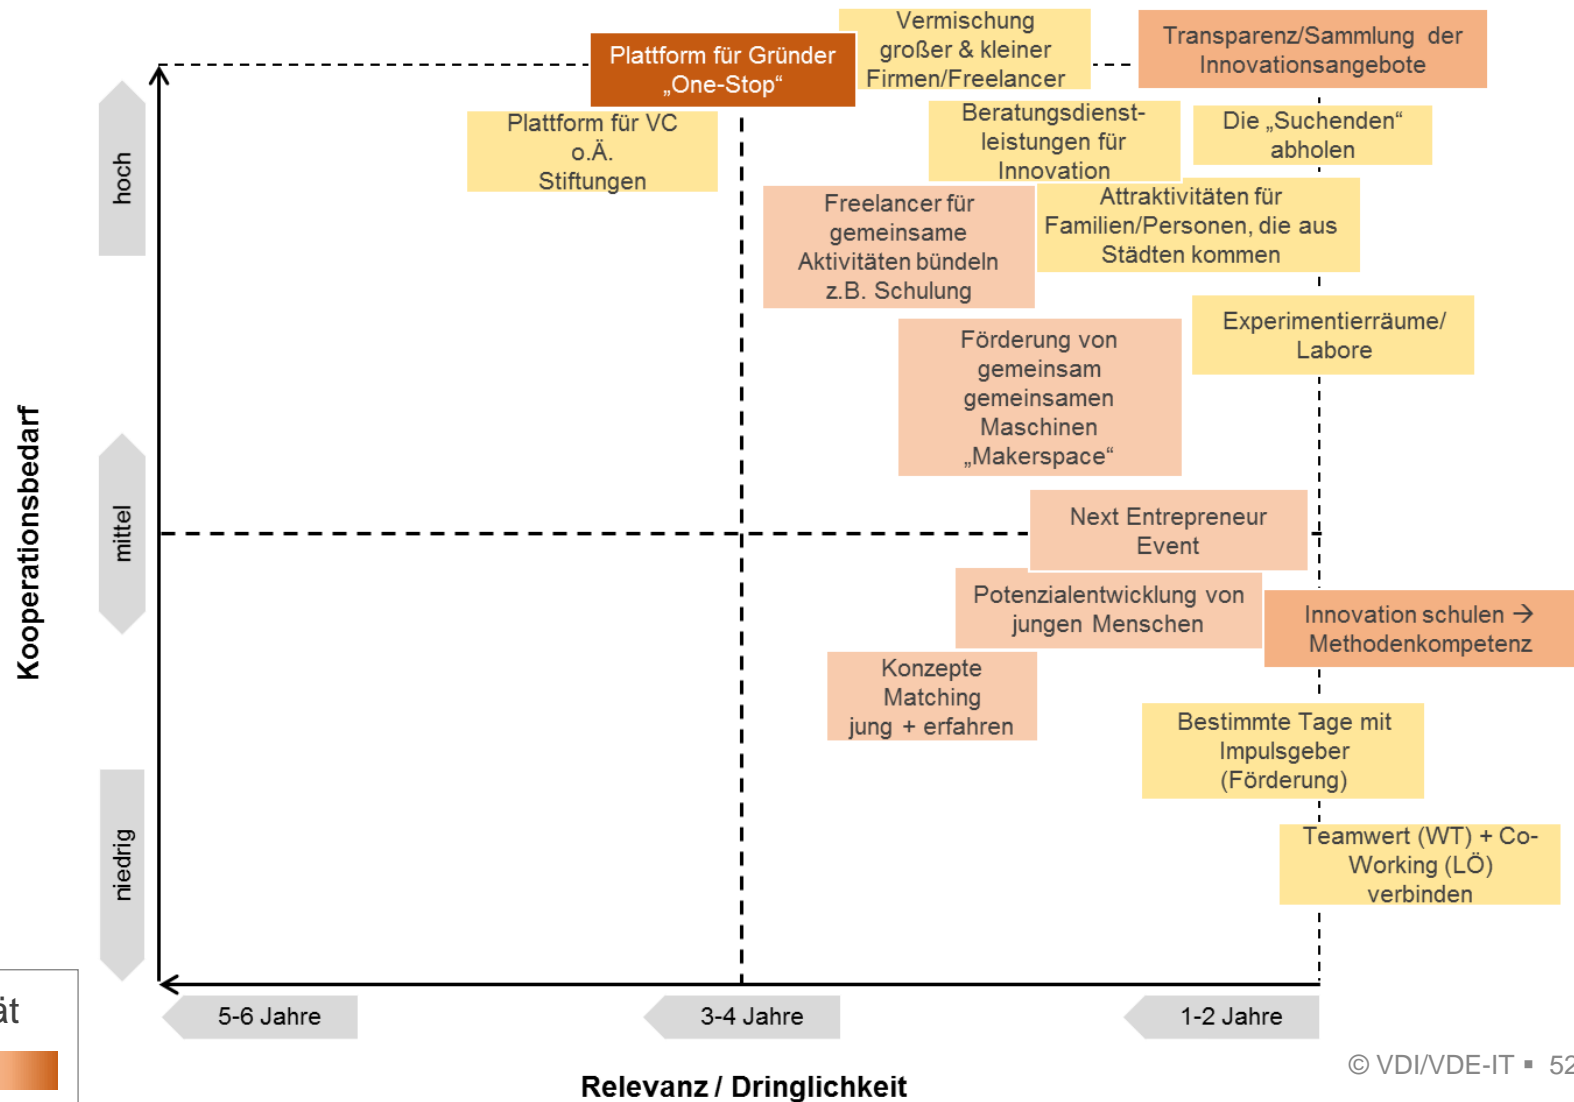 Vermischung
großer & kleiner
Firmen/Freelancer
Plattform für Gründer
„One-Stop“
Transparenz/Sammlung der
Innovationsangebote
Plattform für VC
o.Ä.
Stiftungen
Beratungsdienst-
leistungen für
Innovation
Die „Suchenden“
abholen
hoch
Freelancer für
gemeinsame
Aktivitäten bündeln
z.B. Schulung
Attraktivitäten für
Familien/Personen, die aus
Städten kommen
Experimentierräume/
Labore
Förderung von
gemeinsam
gemeinsamen
Maschinen
„Makerspace“
Kooperationsbedarf
mittel
Next Entrepreneur
Event
Potenzialentwicklung von
jungen Menschen
Innovation schulen →
Methodenkompetenz
Konzepte
Matching
jung + erfahren
Bestimmte Tage mit
Impulsgeber
(Förderung)
niedrig
Teamwert (WT) + Co-
Working (LÖ)
verbinden
ät
5-6 Jahre
3-4 Jahre
1-2 Jahre
Relevanz / Dringlichkeit
© VDI/VDE-IT ▪ 52